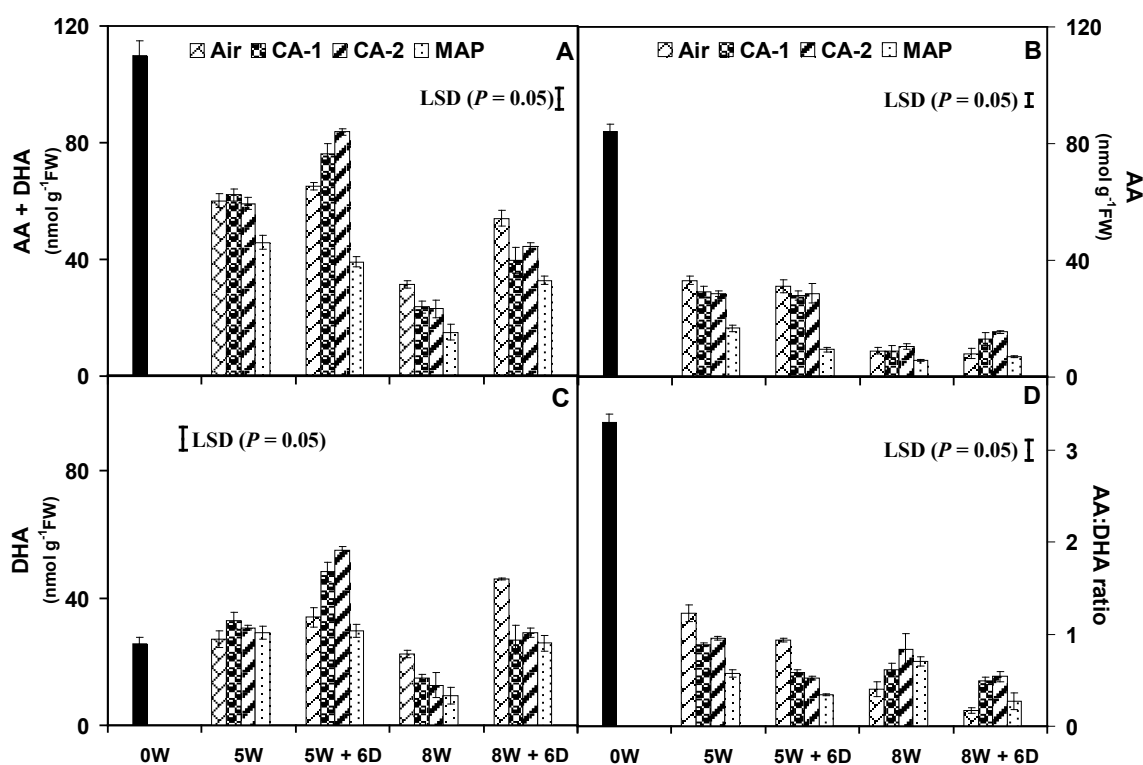 120
80
40
0
AA + DHA
(nmol g⁻¹FW)
Air CA-1 CA-2 MAP
A
LSD (P = 0.05)
Air CA-1 CA-2 MAP
B
LSD (P = 0.05)
120
80
40
0
AA
(nmol g⁻¹FW)
C
LSD (P = 0.05)
80
40
0
DHA
(nmol g⁻¹FW)
D
LSD (P = 0.05)
3
2
1
0
AA:DHA ratio
0W 5W 5W + 6D 8W 8W + 6D
0W 5W 5W + 6D 8W 8W + 6D